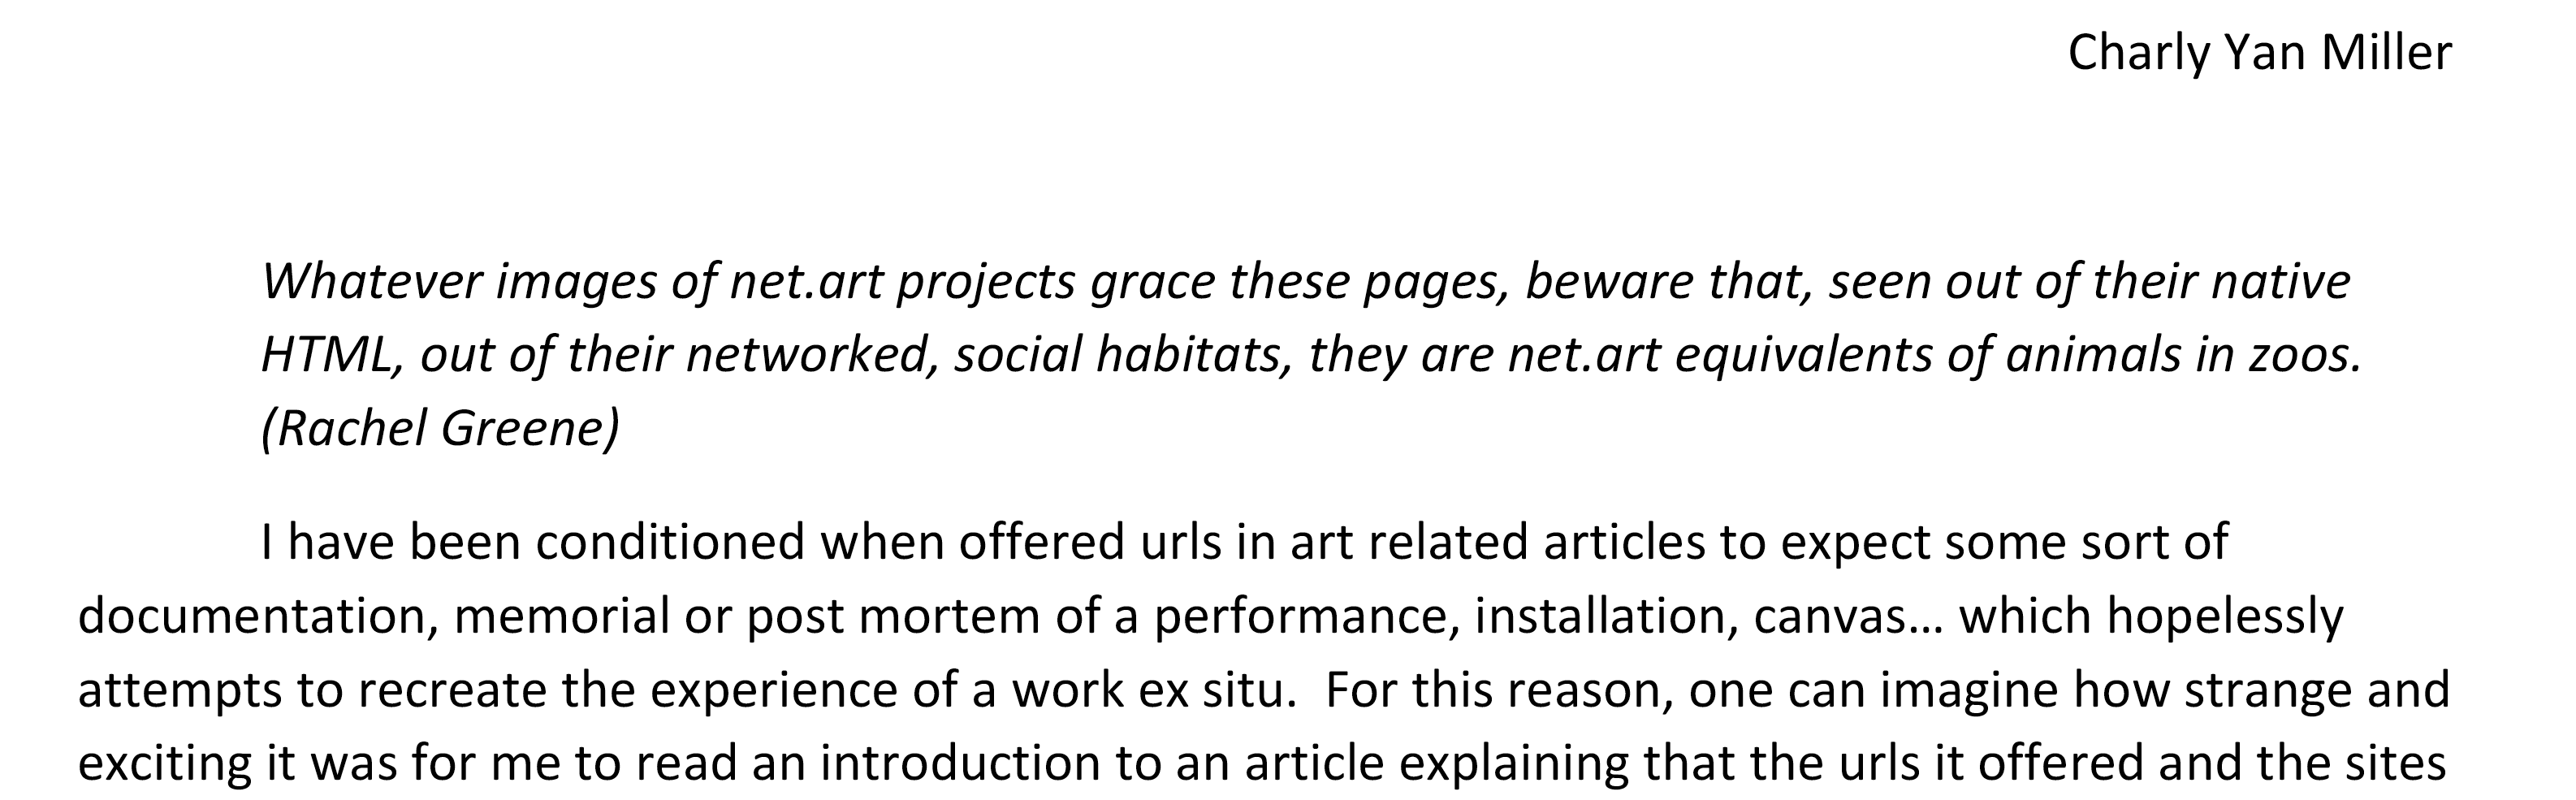 Charly Yan Miller
Whatever images of net.art projects grace these pages, beware that, seen out of their native
HTML, out of their networked, social habitats, they are net.art equivalents of animals in zoos.
(Rachel Greene)
I have been conditioned when offered urls in art related articles to expect some sort of
documentation, memorial or post mortem of a performance, installation, canvas… which hopelessly
attempts to recreate the experience of a work ex situ.  For this reason, one can imagine how strange and
exciting it was for me to read an introduction to an article explaining that the urls it offered and the sites